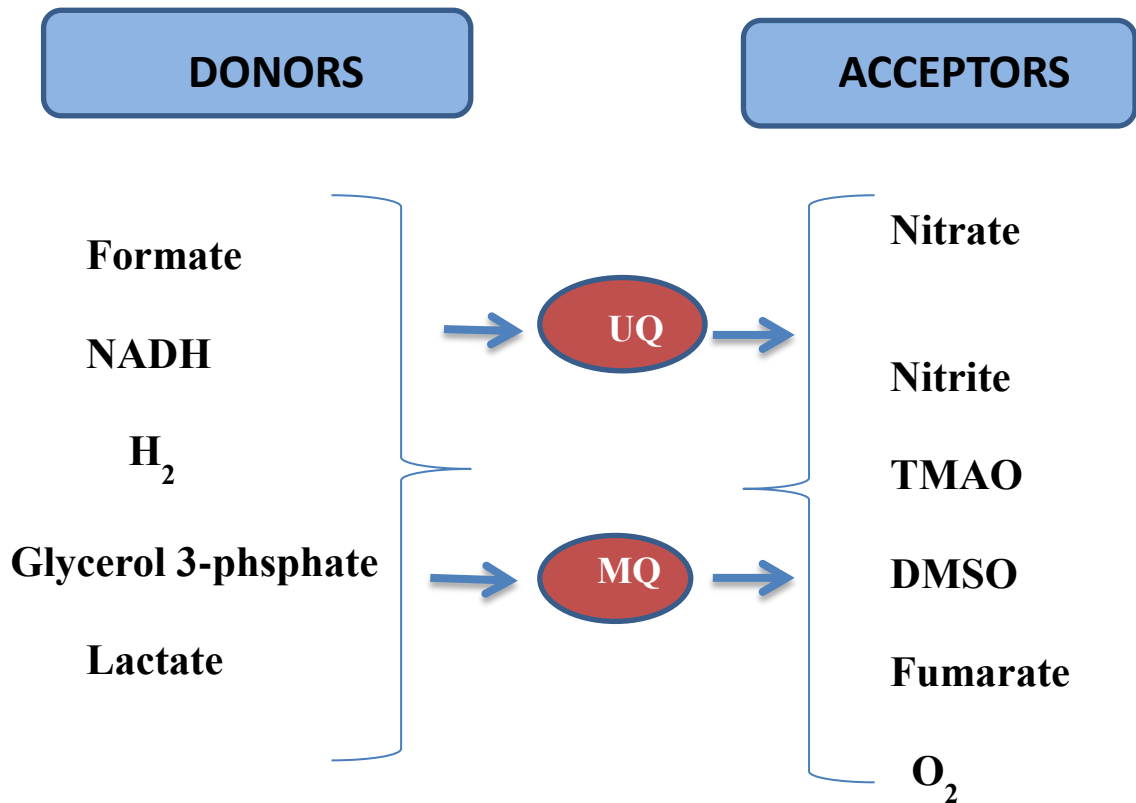 DONORS
ACCEPTORS
Formate
NADH
H₂
Glycerol 3-phsphate
Lactate
UQ
MQ
Nitrate
Nitrite
TMAO
DMSO
Fumarate
O₂